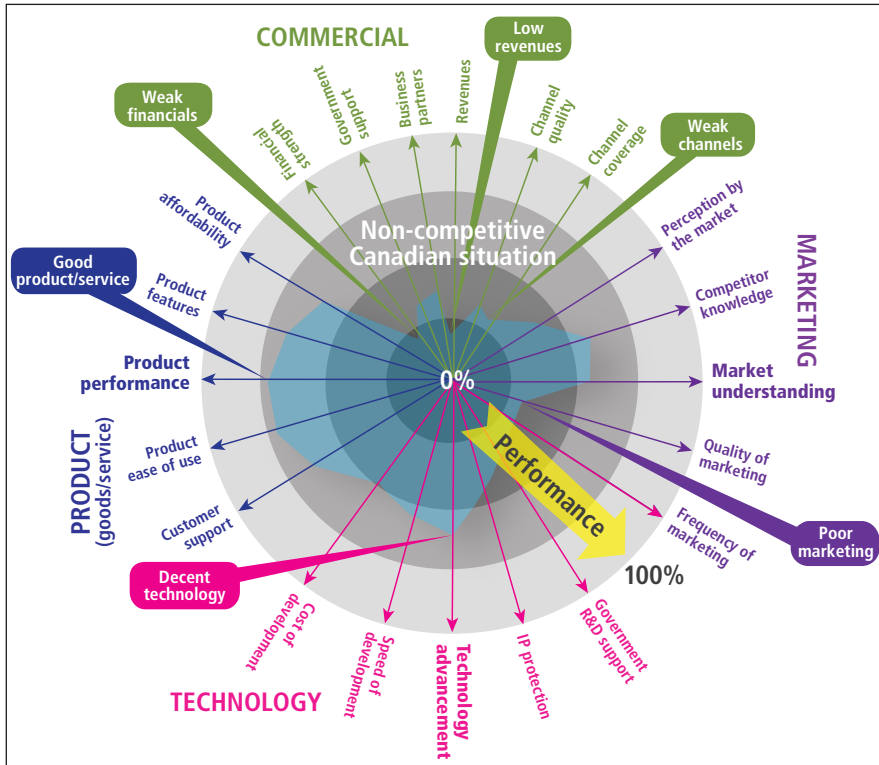 COMMERCIAL
Low
revenues
Weak
financials
Financial
strength
Government
support
Business
partners
Revenues
Channel
quality
Channel
coverage
Weak
channels
Product
affordability
Non-competitive
Canadian situation
Perception by
the market
Good
product/service
Product
features
Competitor
knowledge
MARKETING
Product
performance
0%
Market
understanding
PRODUCT
(goods/service)
Product
ease of use
Quality of
marketing
Performance
Customer
support
Frequency of
marketing
Poor
marketing
Decent
technology
100%
Cost of
development
Speed of
development
Technology
advancement
IP protection
Government
R&D support
TECHNOLOGY